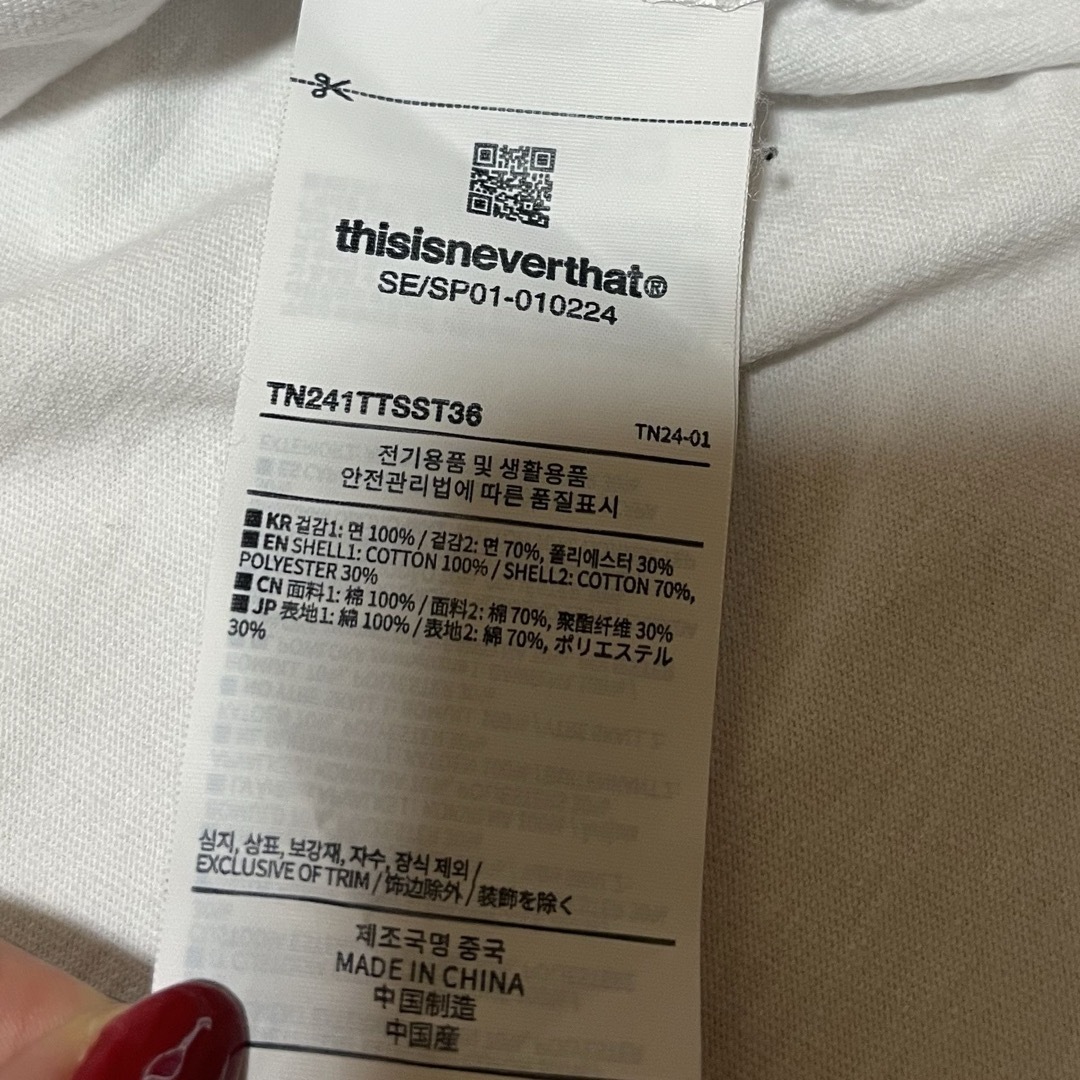 thisisneverthat®
SE/SP01-010224
TN241TTSST36
TN24-01
전기용품 및 생활용품
안전관리법에 따른 품질표시
KR 겉감1: 면 100% / 겉감2: 면 70%, 폴리에스터 30%
EN SHELL1: COTTON 100% / SHELL2: COTTON 70%,
POLYESTER 30%
CN 面料1: 棉 100% / 面料2: 棉 70%, 聚酯纤维 30%
JP 表地1: 綿 100% / 表地2: 綿 70%, ポリエステル
30%
심지, 상표, 보강재, 자수, 장식 제외 /
EXCLUSIVE OF TRIM / 饰边除外 / 装飾を除く
제조국명 중국
MADE IN CHINA
中国制造
中国産